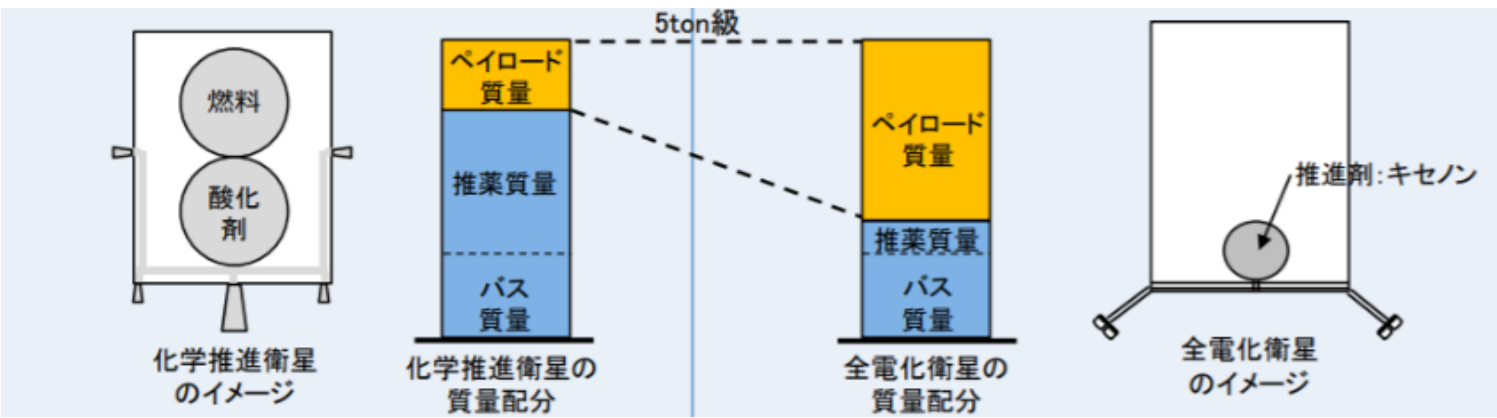 5ton級
燃料
酸化
剤
化学推進衛星
のイメージ
ペイロード
質量
推薬質量
バス
質量
化学推進衛星の
質量配分
ペイロード
質量
推薬質量
バス
質量
全電化衛星の
質量配分
推進剤:キセノン
全電化衛星
のイメージ